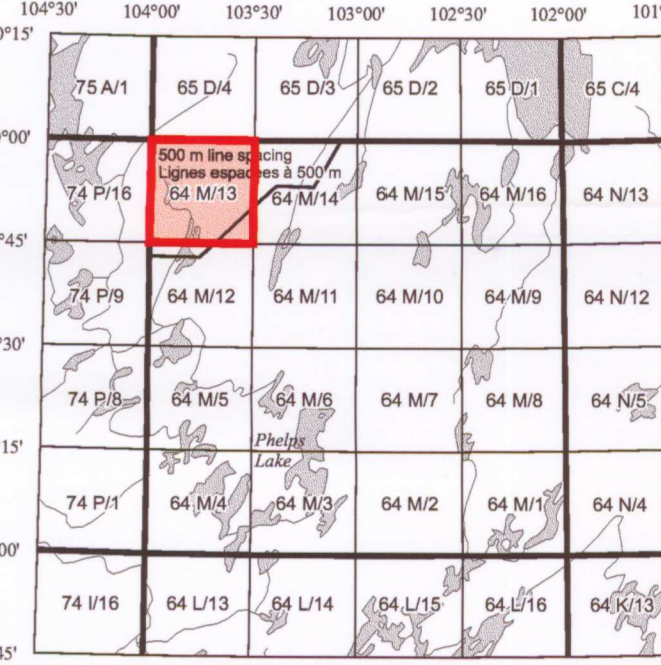 104°30' 104°00' 103°30' 103°00' 102°30' 102°00' 101°
0°15'
75 A/1 65 D/4 65 D/3 65 D/2 65 D/1 65 C/4
0°00'
500 m line spacing
Lignes espacées à 500 m
74 P/16 64 M/13 64 M/14 64 M/15 64 M/16 64 N/13
°45'
74 P/9 64 M/12 64 M/11 64 M/10 64 M/9 64 N/12
°30'
74 P/8 64 M/5 64 M/6 64 M/7 64 M/8 64 N/5
°15'
Phelps
Lake
74 P/1 64 M/4 64 M/3 64 M/2 64 M/1 64 N/4
°00'
74 I/16 64 L/13 64 L/14 64 L/15 64 L/16 64 K/13
°45'